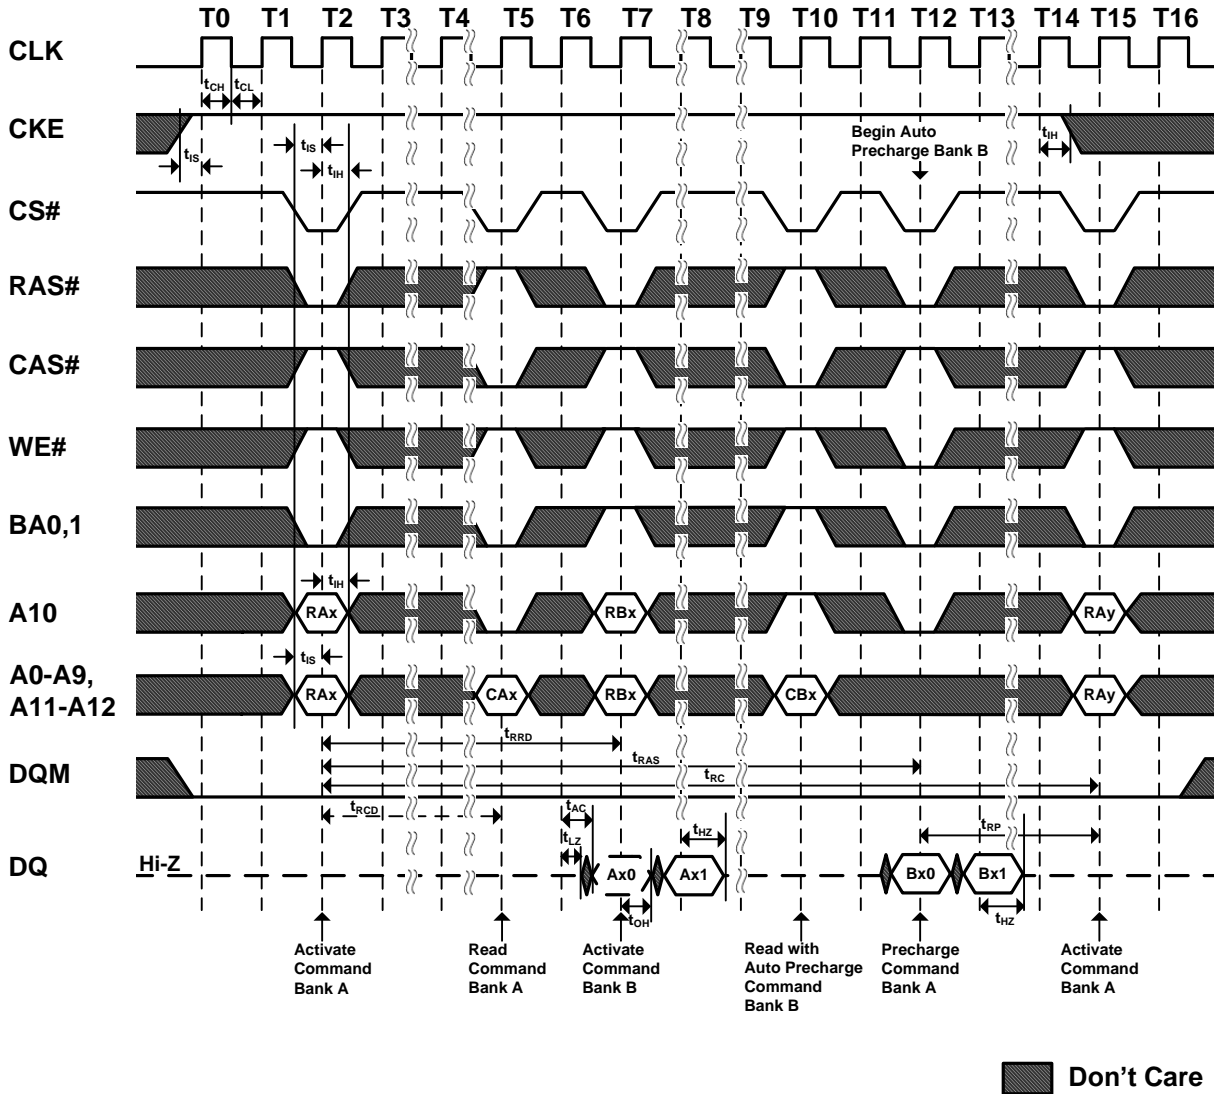 T0 T1 T2 T3 T4 T5 T6 T7 T8 T9 T10 T11 T12 T13 T14 T15 T16
CLK
tCH tCL
CKE
tIS
tIS
tIH
Begin Auto
Precharge Bank B
tIH
CS#
RAS#
CAS#
WE#
BA0,1
tIH
A10
RAx RBx RAy
tIS
A0-A9,
A11-A12
RAx CAx RBx CBx RAy
tRRD
tRAS
tRC
DQM
tRCD
tAC
tLZ
tHZ
tRP
DQ
Hi-Z
Ax0 Ax1 Bx0 Bx1
tOH
tHZ
Activate
Command
Bank A
Read
Command
Bank A
Activate
Command
Bank B
Read with
Auto Precharge
Command
Bank B
Precharge
Command
Bank A
Activate
Command
Bank A
Don't Care